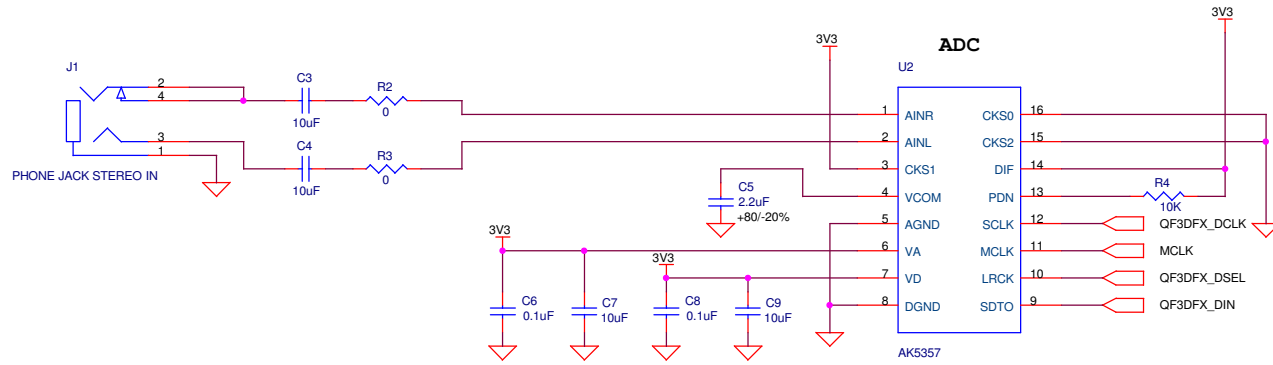 3V3
3V3
ADC
J1
U2
2
4
C3
10uF
R2
0
3
1
C4
10uF
R3
0
PHONE JACK STEREO IN
C5
2.2uF
+80/-20%
3V3
3V3
C6
0.1uF
C7
10uF
C8
0.1uF
C9
10uF
1 AINR CKS0 16
2 AINL CKS2 15
3 CKS1 DIF 14
4 VCOM PDN 13
5 AGND SCLK 12
6 VA MCLK 11
7 VD LRCK 10
8 DGND SDTO 9
AK5357
R4
10K
QF3DFX_DCLK
MCLK
QF3DFX_DSEL
QF3DFX_DIN